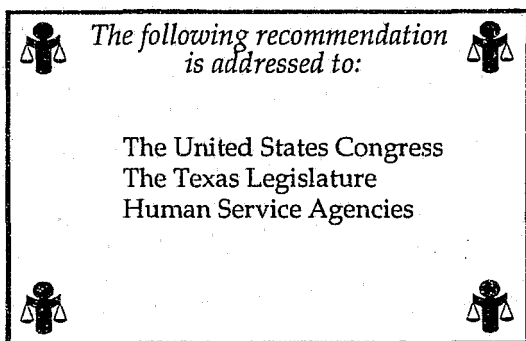 The following recommendation
is addressed to:
The United States Congress
The Texas Legislature
Human Service Agencies